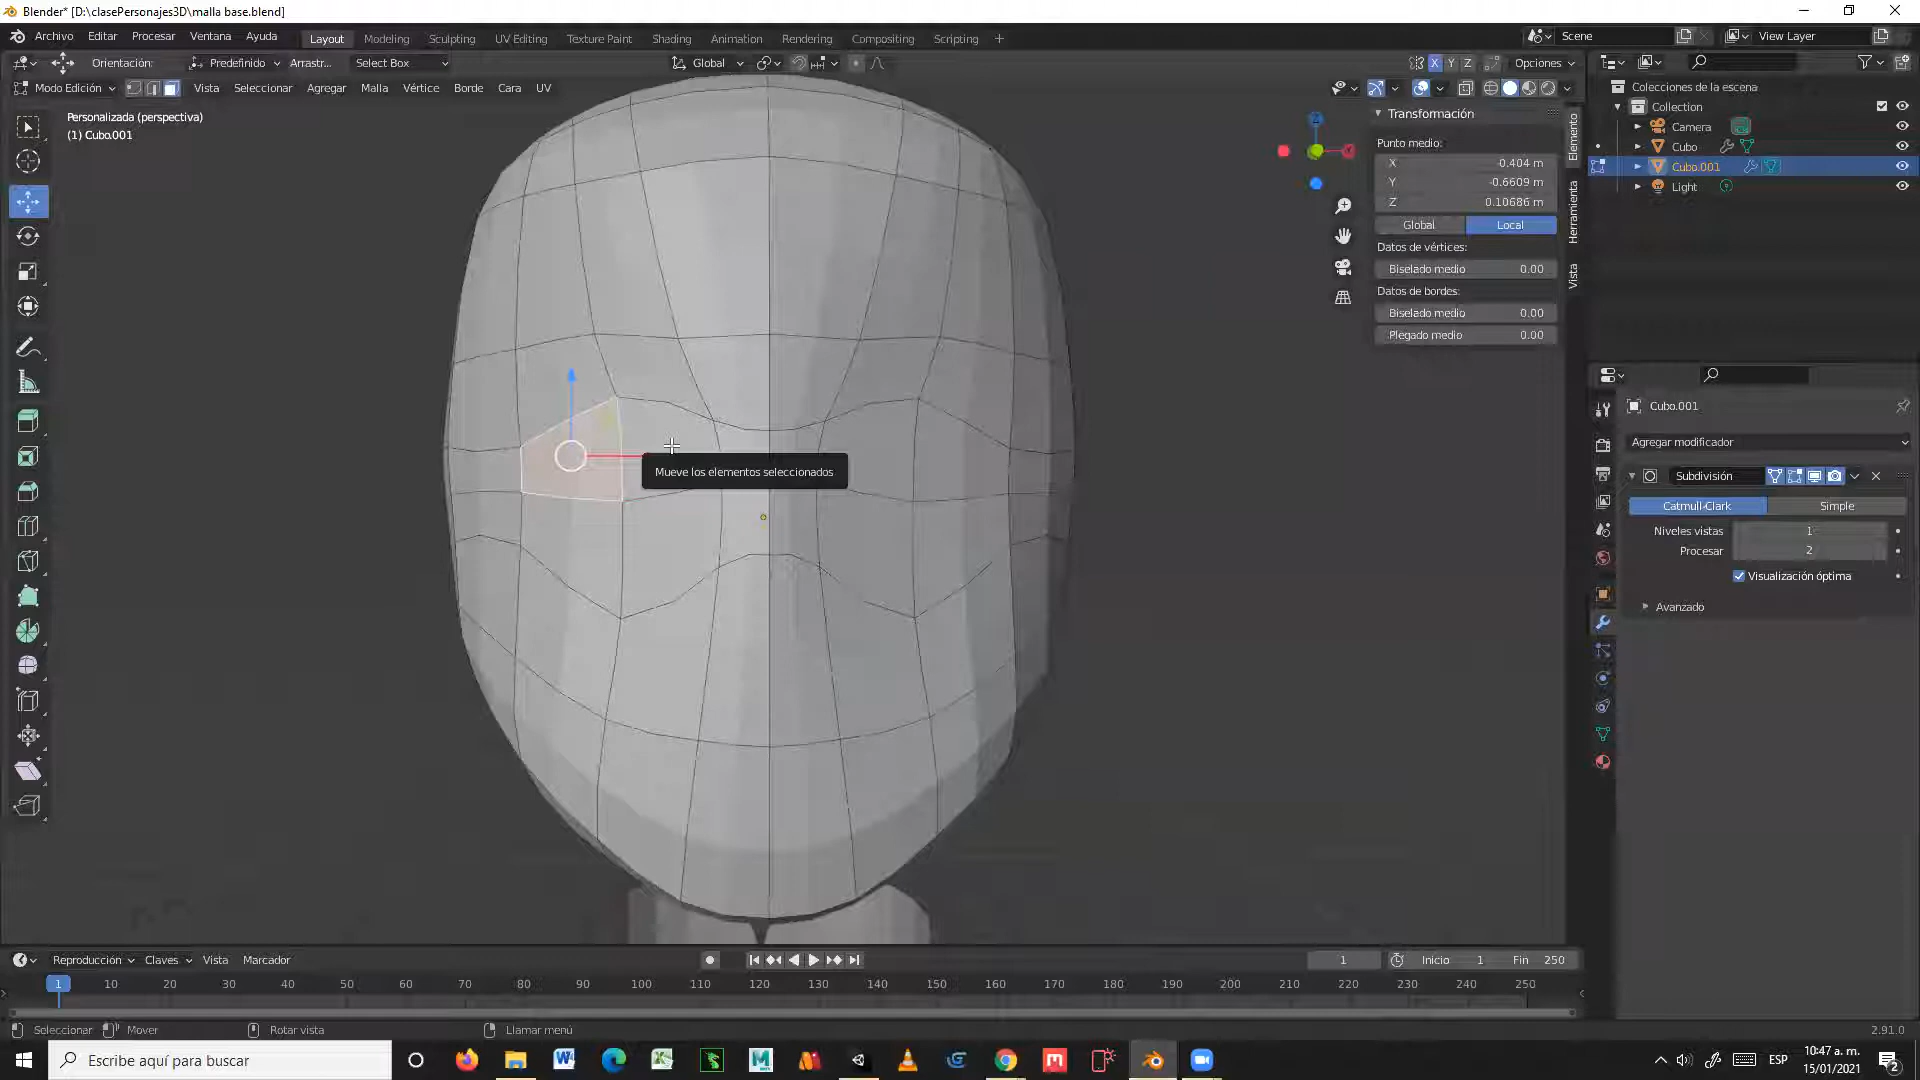 Blender* [D:\clasePersonajes3D\malla base.blend]
Archivo Editar Procesar Ventana Ayuda Layout Modeling Sculpting UV Editing Texture Paint Shading Animation Rendering Compositing Scripting + Scene View Layer
Orientación: Predefinido Arrastr... Select Box Global X Y Z Opciones
Modo Edición Vista Seleccionar Agregar Malla Vértice Borde Cara UV
Personalizada (perspectiva)
(1) Cubo.001
Transformación
Punto medio:
X -0.404 m
Y -0.6609 m
Z 0.10686 m
Global Local
Datos de vértices:
Biselado medio 0.00
Datos de bordes:
Biselado medio 0.00
Plegado medio 0.00
Elemento
Herramienta
Vista
Colecciones de la escena
Collection
Camera
Cubo
Cubo.001
Light
Cubo.001
Agregar modificador
Subdivisión
Catmull-Clark Simple
Niveles vistas 1
Procesar 2
Visualización óptima
Avanzado
Mueve los elementos seleccionados
Reproducción Claves Vista Marcador 1 Inicio 1 Fin 250
1 10 20 30 40 50 60 70 80 90 100 110 120 130 140 150 160 170 180 190 200 210 220 230 240 250
Seleccionar Mover Rotar vista Llamar menú 2.91.0
Escribe aquí para buscar
ESP
10:47 a. m.
15/01/2021
2